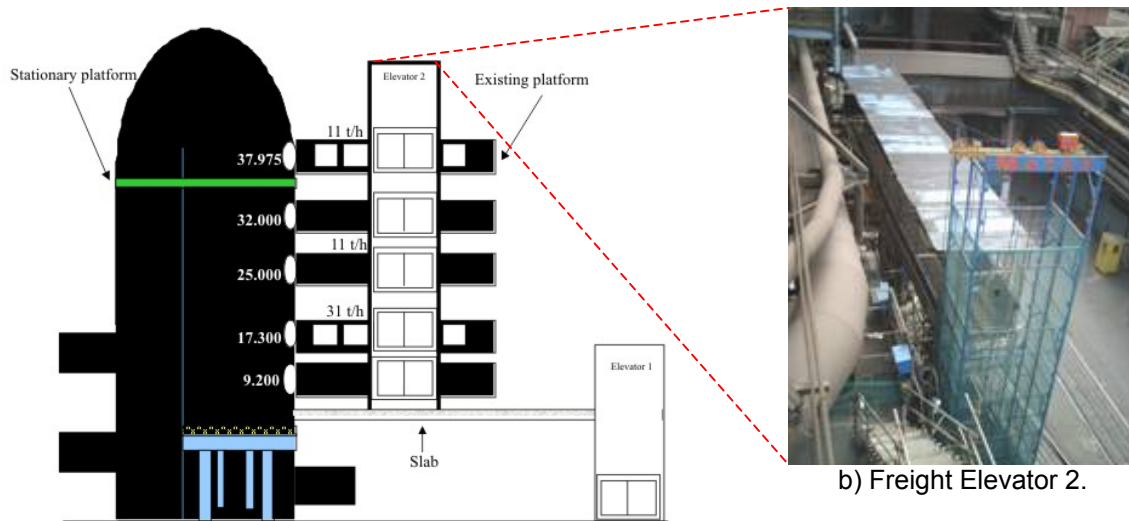 Stationary platform
Elevator 2
Existing platform
11 t/h
37.975
32.000
11 t/h
25.000
31 t/h
17.300
9.200
Elevator 1
Slab
b) Freight Elevator 2.